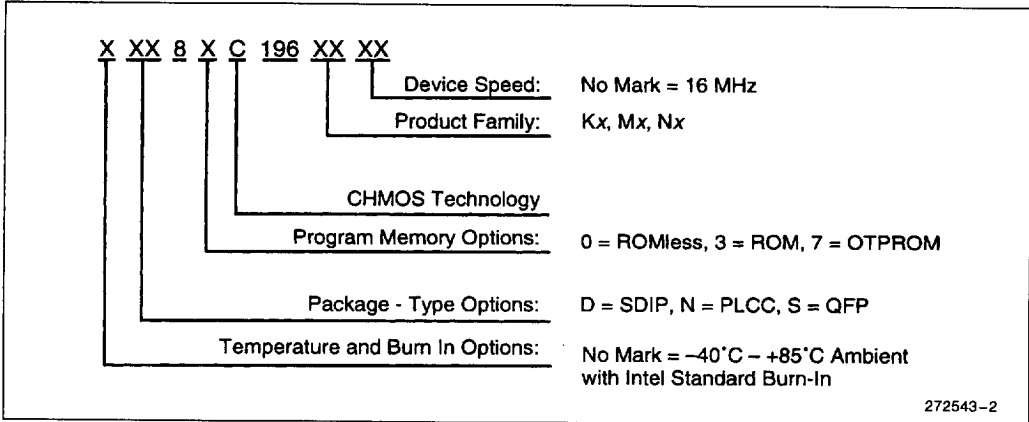 X XX 8 X C 196 XX XX
Device Speed: No Mark = 16 MHz
Product Family: Kx, Mx, Nx
CHMOS Technology
Program Memory Options: 0 = ROMless, 3 = ROM, 7 = OTPROM
Package - Type Options: D = SDIP, N = PLCC, S = QFP
Temperature and Burn In Options: No Mark = –40°C – +85°C Ambient
with Intel Standard Burn-In
272543–2